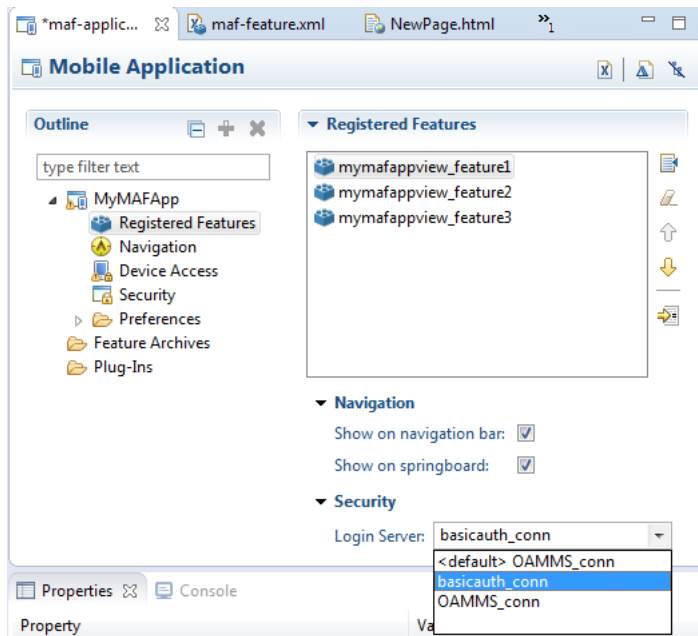 *maf-applic...
maf-feature.xml
NewPage.html
»1
Mobile Application
Outline
type filter text
MyMAFApp
Registered Features
Navigation
Device Access
Security
Preferences
Feature Archives
Plug-Ins
Registered Features
mymafappview_feature1
mymafappview_feature2
mymafappview_feature3
Navigation
Show on navigation bar:
Show on springboard:
Security
Login Server: basicauth_conn
<default> OAMMS_conn
basicauth_conn
OAMMS_conn
Properties
Console
Property
Va